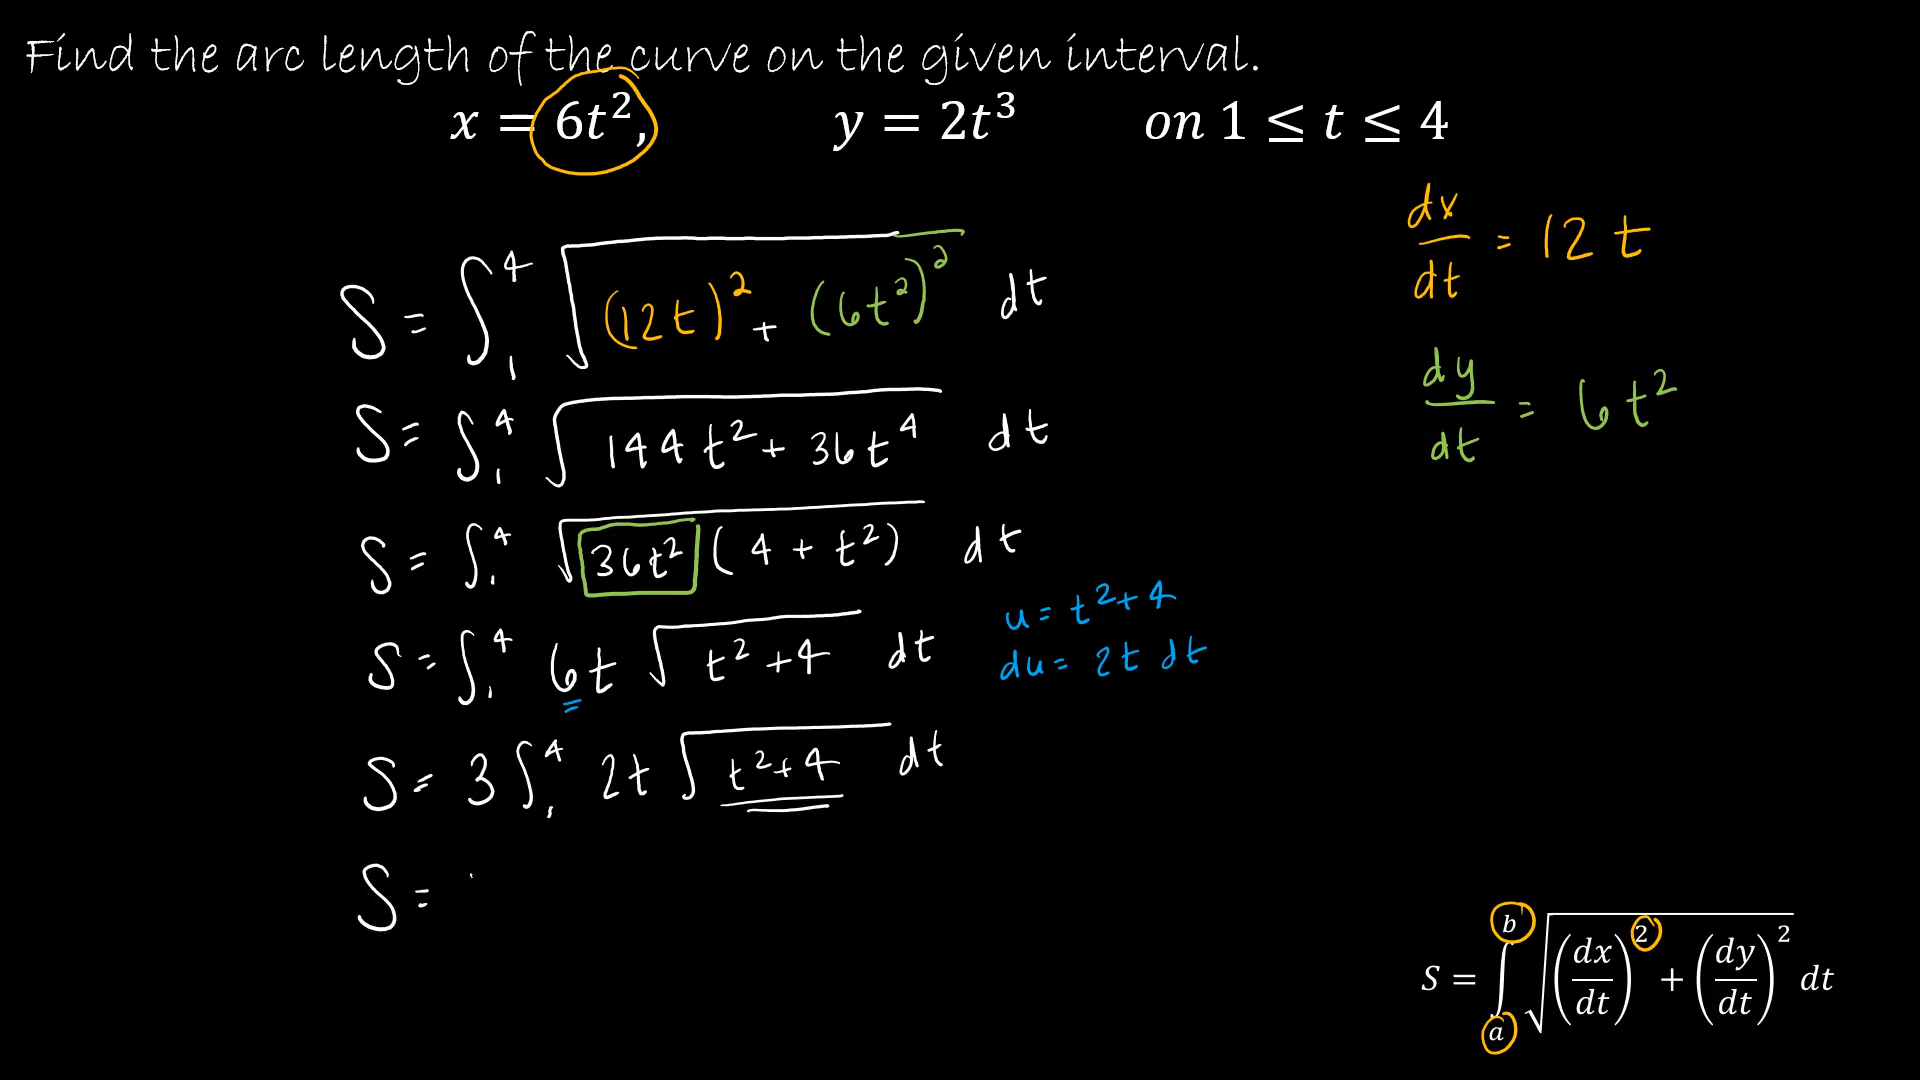 Find the arc length of the curve on the given interval.
x = 6t², y = 2t³ on 1 ≤ t ≤ 4
dx/dt = 12t
S = ∫₁⁴ √((12t)² + (6t²)²) dt
dy/dt = 6t²
S = ∫₁⁴ √(144t² + 36t⁴) dt
S = ∫₁⁴ √(36t²(4 + t²)) dt
u = t² + 4
S = ∫₁⁴ 6t √(t² + 4) dt
du = 2t dt
S = 3 ∫₁⁴ 2t √(t² + 4) dt
S =
S = ∫ₐᵇ √((dx/dt)² + (dy/dt)²) dt